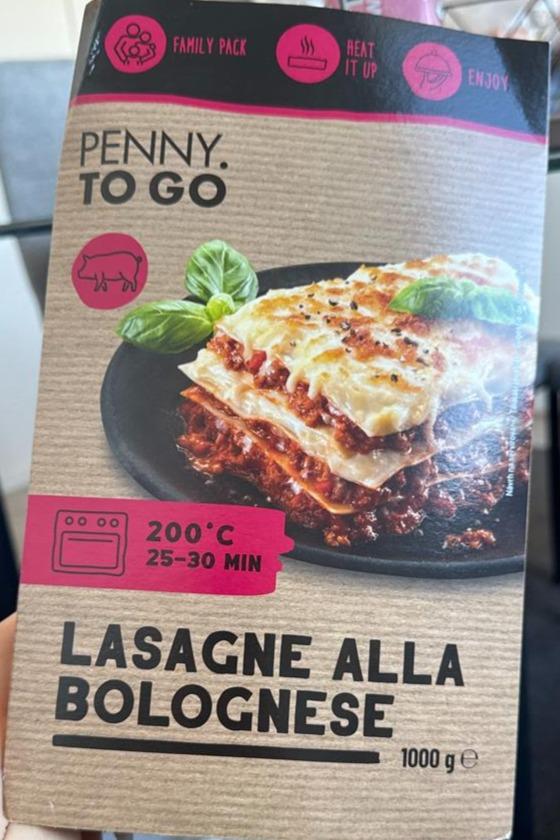 FAMILY PACK
HEAT
IT UP
ENJOY
PENNY.
TO GO
200°C
25-30 MIN
LASAGNE ALLA
BOLOGNESE
1000 g ℮